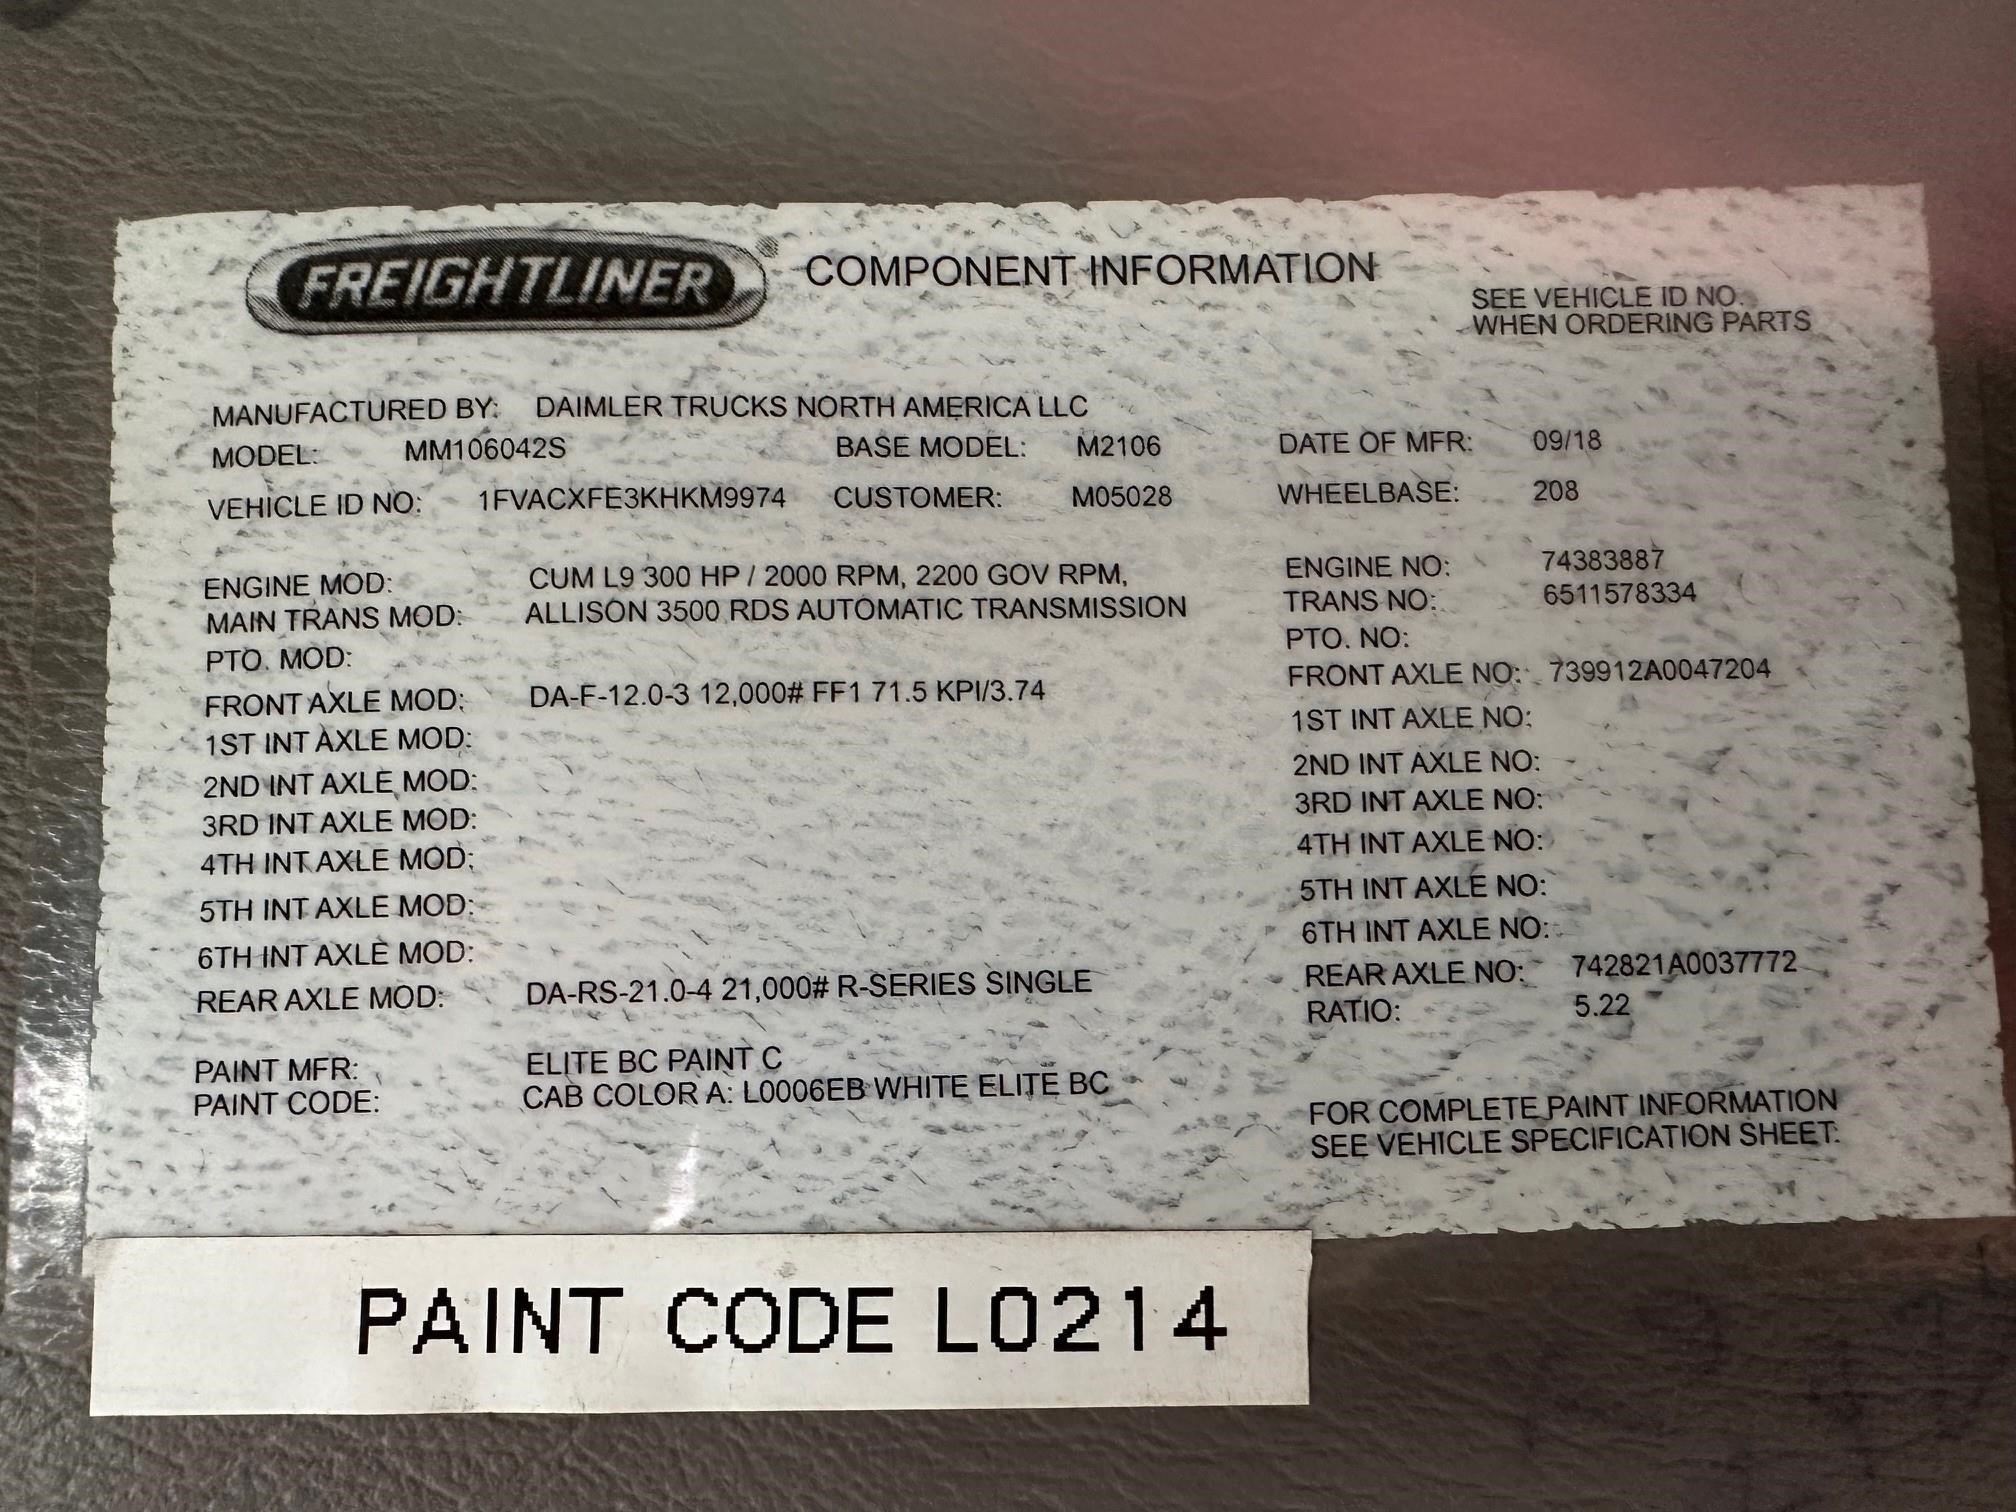 FREIGHTLINER® COMPONENT INFORMATION
SEE VEHICLE ID NO.
WHEN ORDERING PARTS
MANUFACTURED BY: DAIMLER TRUCKS NORTH AMERICA LLC
MODEL: MM106042S BASE MODEL: M2106 DATE OF MFR: 09/18
VEHICLE ID NO: 1FVACXFE3KHKM9974 CUSTOMER: M05028 WHEELBASE: 208
ENGINE MOD: CUM L9 300 HP / 2000 RPM, 2200 GOV RPM, ENGINE NO: 74383887
MAIN TRANS MOD: ALLISON 3500 RDS AUTOMATIC TRANSMISSION TRANS NO: 6511578334
PTO. MOD: PTO. NO:
FRONT AXLE MOD: DA-F-12.0-3 12,000# FF1 71.5 KPI/3.74 FRONT AXLE NO: 739912A0047204
1ST INT AXLE MOD: 1ST INT AXLE NO:
2ND INT AXLE MOD: 2ND INT AXLE NO:
3RD INT AXLE MOD: 3RD INT AXLE NO:
4TH INT AXLE MOD: 4TH INT AXLE NO:
5TH INT AXLE MOD: 5TH INT AXLE NO:
6TH INT AXLE MOD: 6TH INT AXLE NO:
REAR AXLE MOD: DA-RS-21.0-4 21,000# R-SERIES SINGLE REAR AXLE NO: 742821A0037772
RATIO: 5.22
PAINT MFR: ELITE BC PAINT C
PAINT CODE: CAB COLOR A: L0006EB WHITE ELITE BC
FOR COMPLETE PAINT INFORMATION
SEE VEHICLE SPECIFICATION SHEET.
PAINT CODE L0214